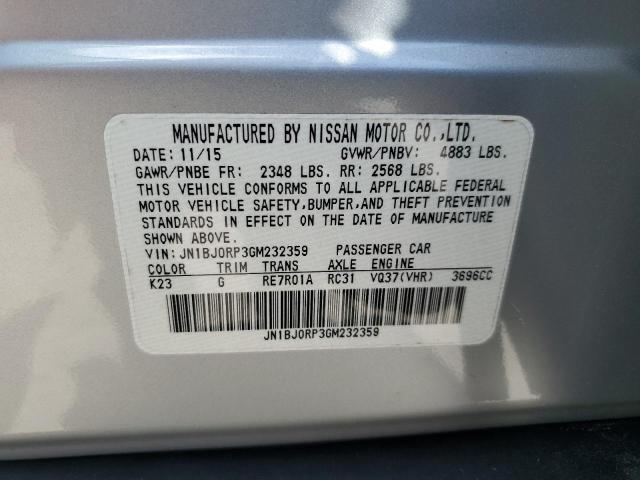 MANUFACTURED BY NISSAN MOTOR CO.,LTD.
DATE: 11/15 GVWR/PNBV: 4883 LBS.
GAWR/PNBE FR: 2348 LBS. RR: 2568 LBS.
THIS VEHICLE CONFORMS TO ALL APPLICABLE FEDERAL
MOTOR VEHICLE SAFETY,BUMPER,AND THEFT PREVENTION
STANDARDS IN EFFECT ON THE DATE OF MANUFACTURE
SHOWN ABOVE.
VIN: JN1BJ0RP3GM232359 PASSENGER CAR
COLOR TRIM TRANS AXLE ENGINE
K23 G RE7R01A RC31 VQ37(VHR) 3696CC
JN1BJ0RP3GM232359